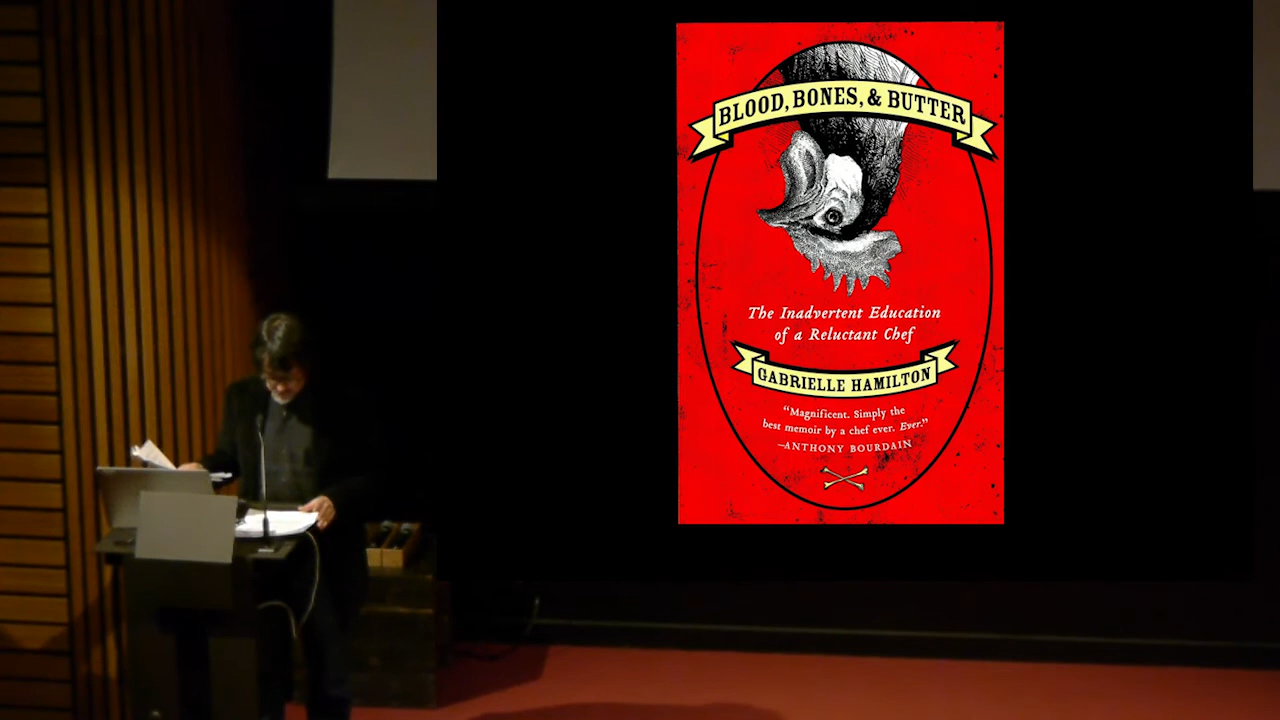 BLOOD, BONES, & BUTTER
The Inadvertent Education
of a Reluctant Chef
GABRIELLE HAMILTON
“Magnificent. Simply the
best memoir by a chef ever. Ever.”
—ANTHONY BOURDAIN